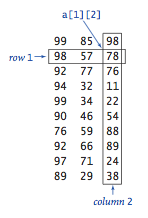 a[1][2]
99 85 98
row 1 → 98 57 78
92 77 76
94 32 11
99 34 22
90 46 54
76 59 88
92 66 89
97 71 24
89 29 38
column 2